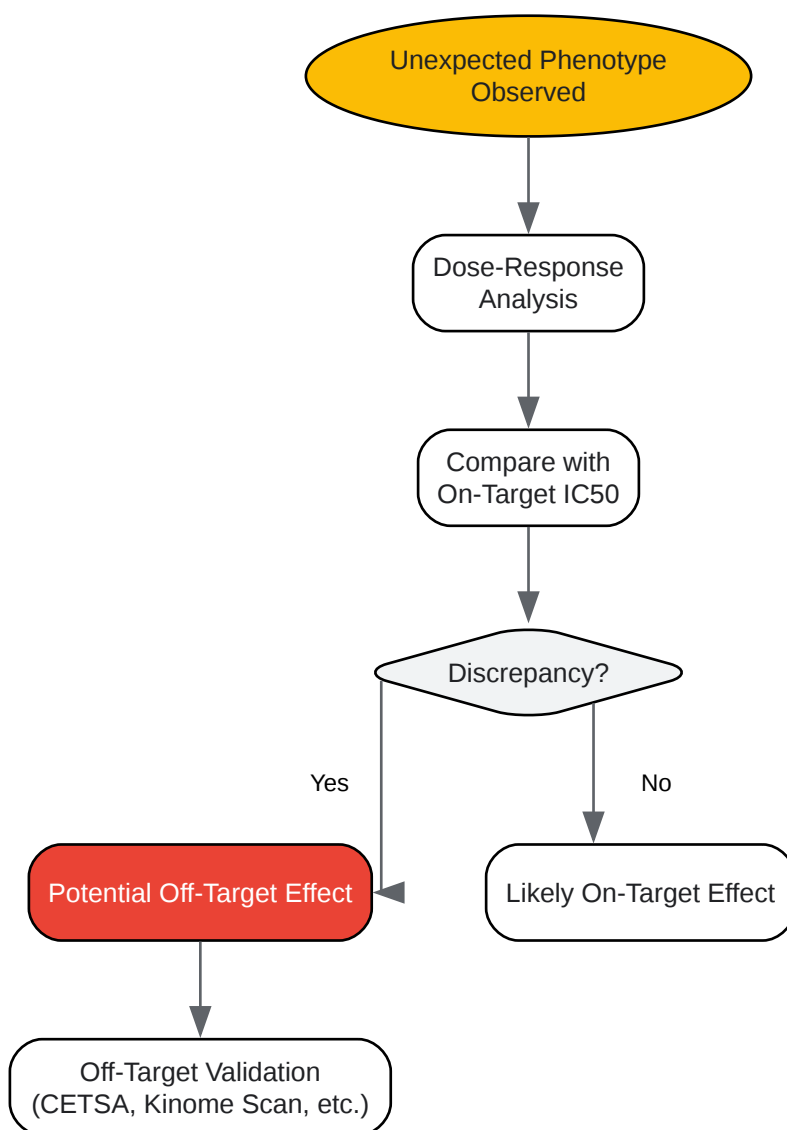 Unexpected Phenotype
Observed
Dose-Response
Analysis
Compare with
On-Target IC50
Discrepancy?
Yes
No
Potential Off-Target Effect
Likely On-Target Effect
Off-Target Validation
(CETSA, Kinome Scan, etc.)